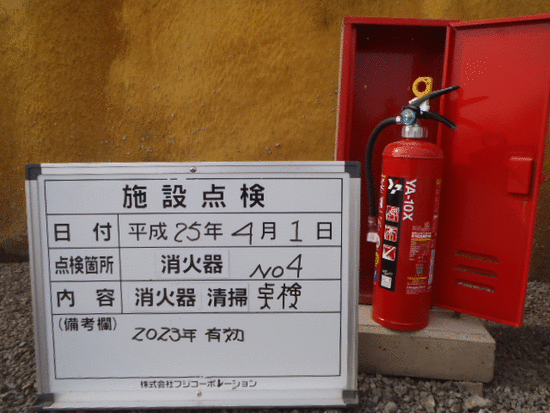 施設点検
日付 平成25年4月1日
点検箇所 消火器 No4
内容 消火器 清掃 点検
(備考欄) 2023年 有効
株式会社フジコーポレーション
YA-10X